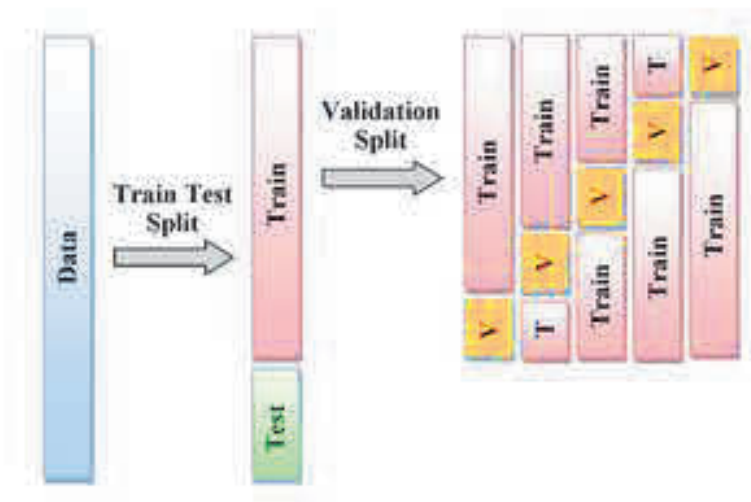 Data
Train Test
Split
Train
Test
Validation
Split
Train
V
Train
V
T
Train
V
Train
T
V
Train
V
Train